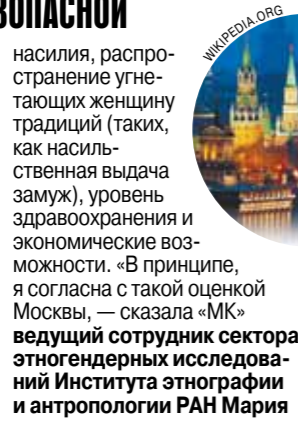 насилия, распро-
странение угне-
тающих женщину
традиций (таких,
как насиль-
ственная выдача
замуж), уровень
здравоохранения и
экономические воз-
можности. «В принципе,
я согласна с такой оценкой
Москвы, — сказала «МК»
ведущий сотрудник сектора
этногендерных исследова-
ний Института этнографии
и антропологии РАН Мария
WIKIPEDIA.ORG